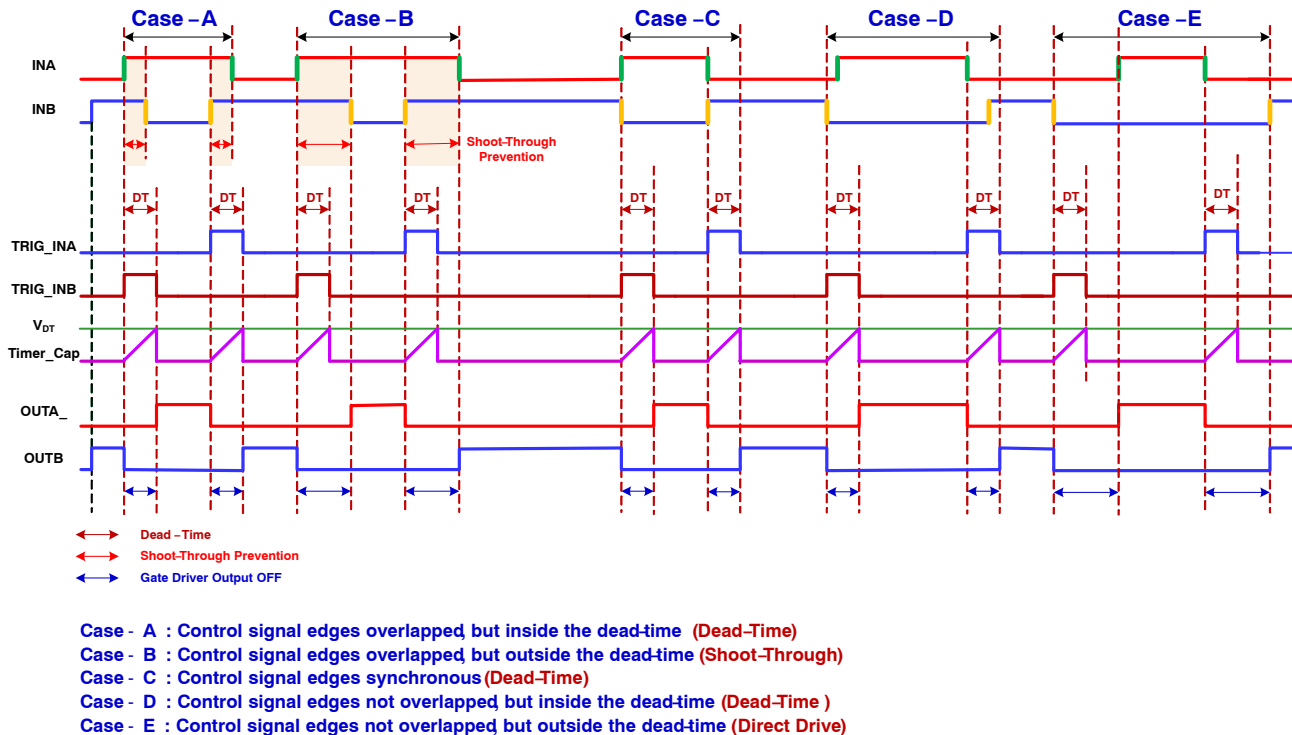 Case – A Case – B Case – C Case – D Case – E
INA
INB
Shoot-Through
Prevention
DT DT DT DT DT DT DT DT DT DT
TRIG_INA
TRIG_INB
VDT
Timer_Cap
OUTA_
OUTB
Dead – Time
Shoot-Through Prevention
Gate Driver Output OFF
Case - A : Control signal edges overlapped, but inside the dead-time (Dead-Time)
Case - B : Control signal edges overlapped, but outside the dead-time (Shoot-Through)
Case - C : Control signal edges synchronous (Dead-Time)
Case - D : Control signal edges not overlapped, but inside the dead-time (Dead-Time )
Case - E : Control signal edges not overlapped, but outside the dead-time (Direct Drive)